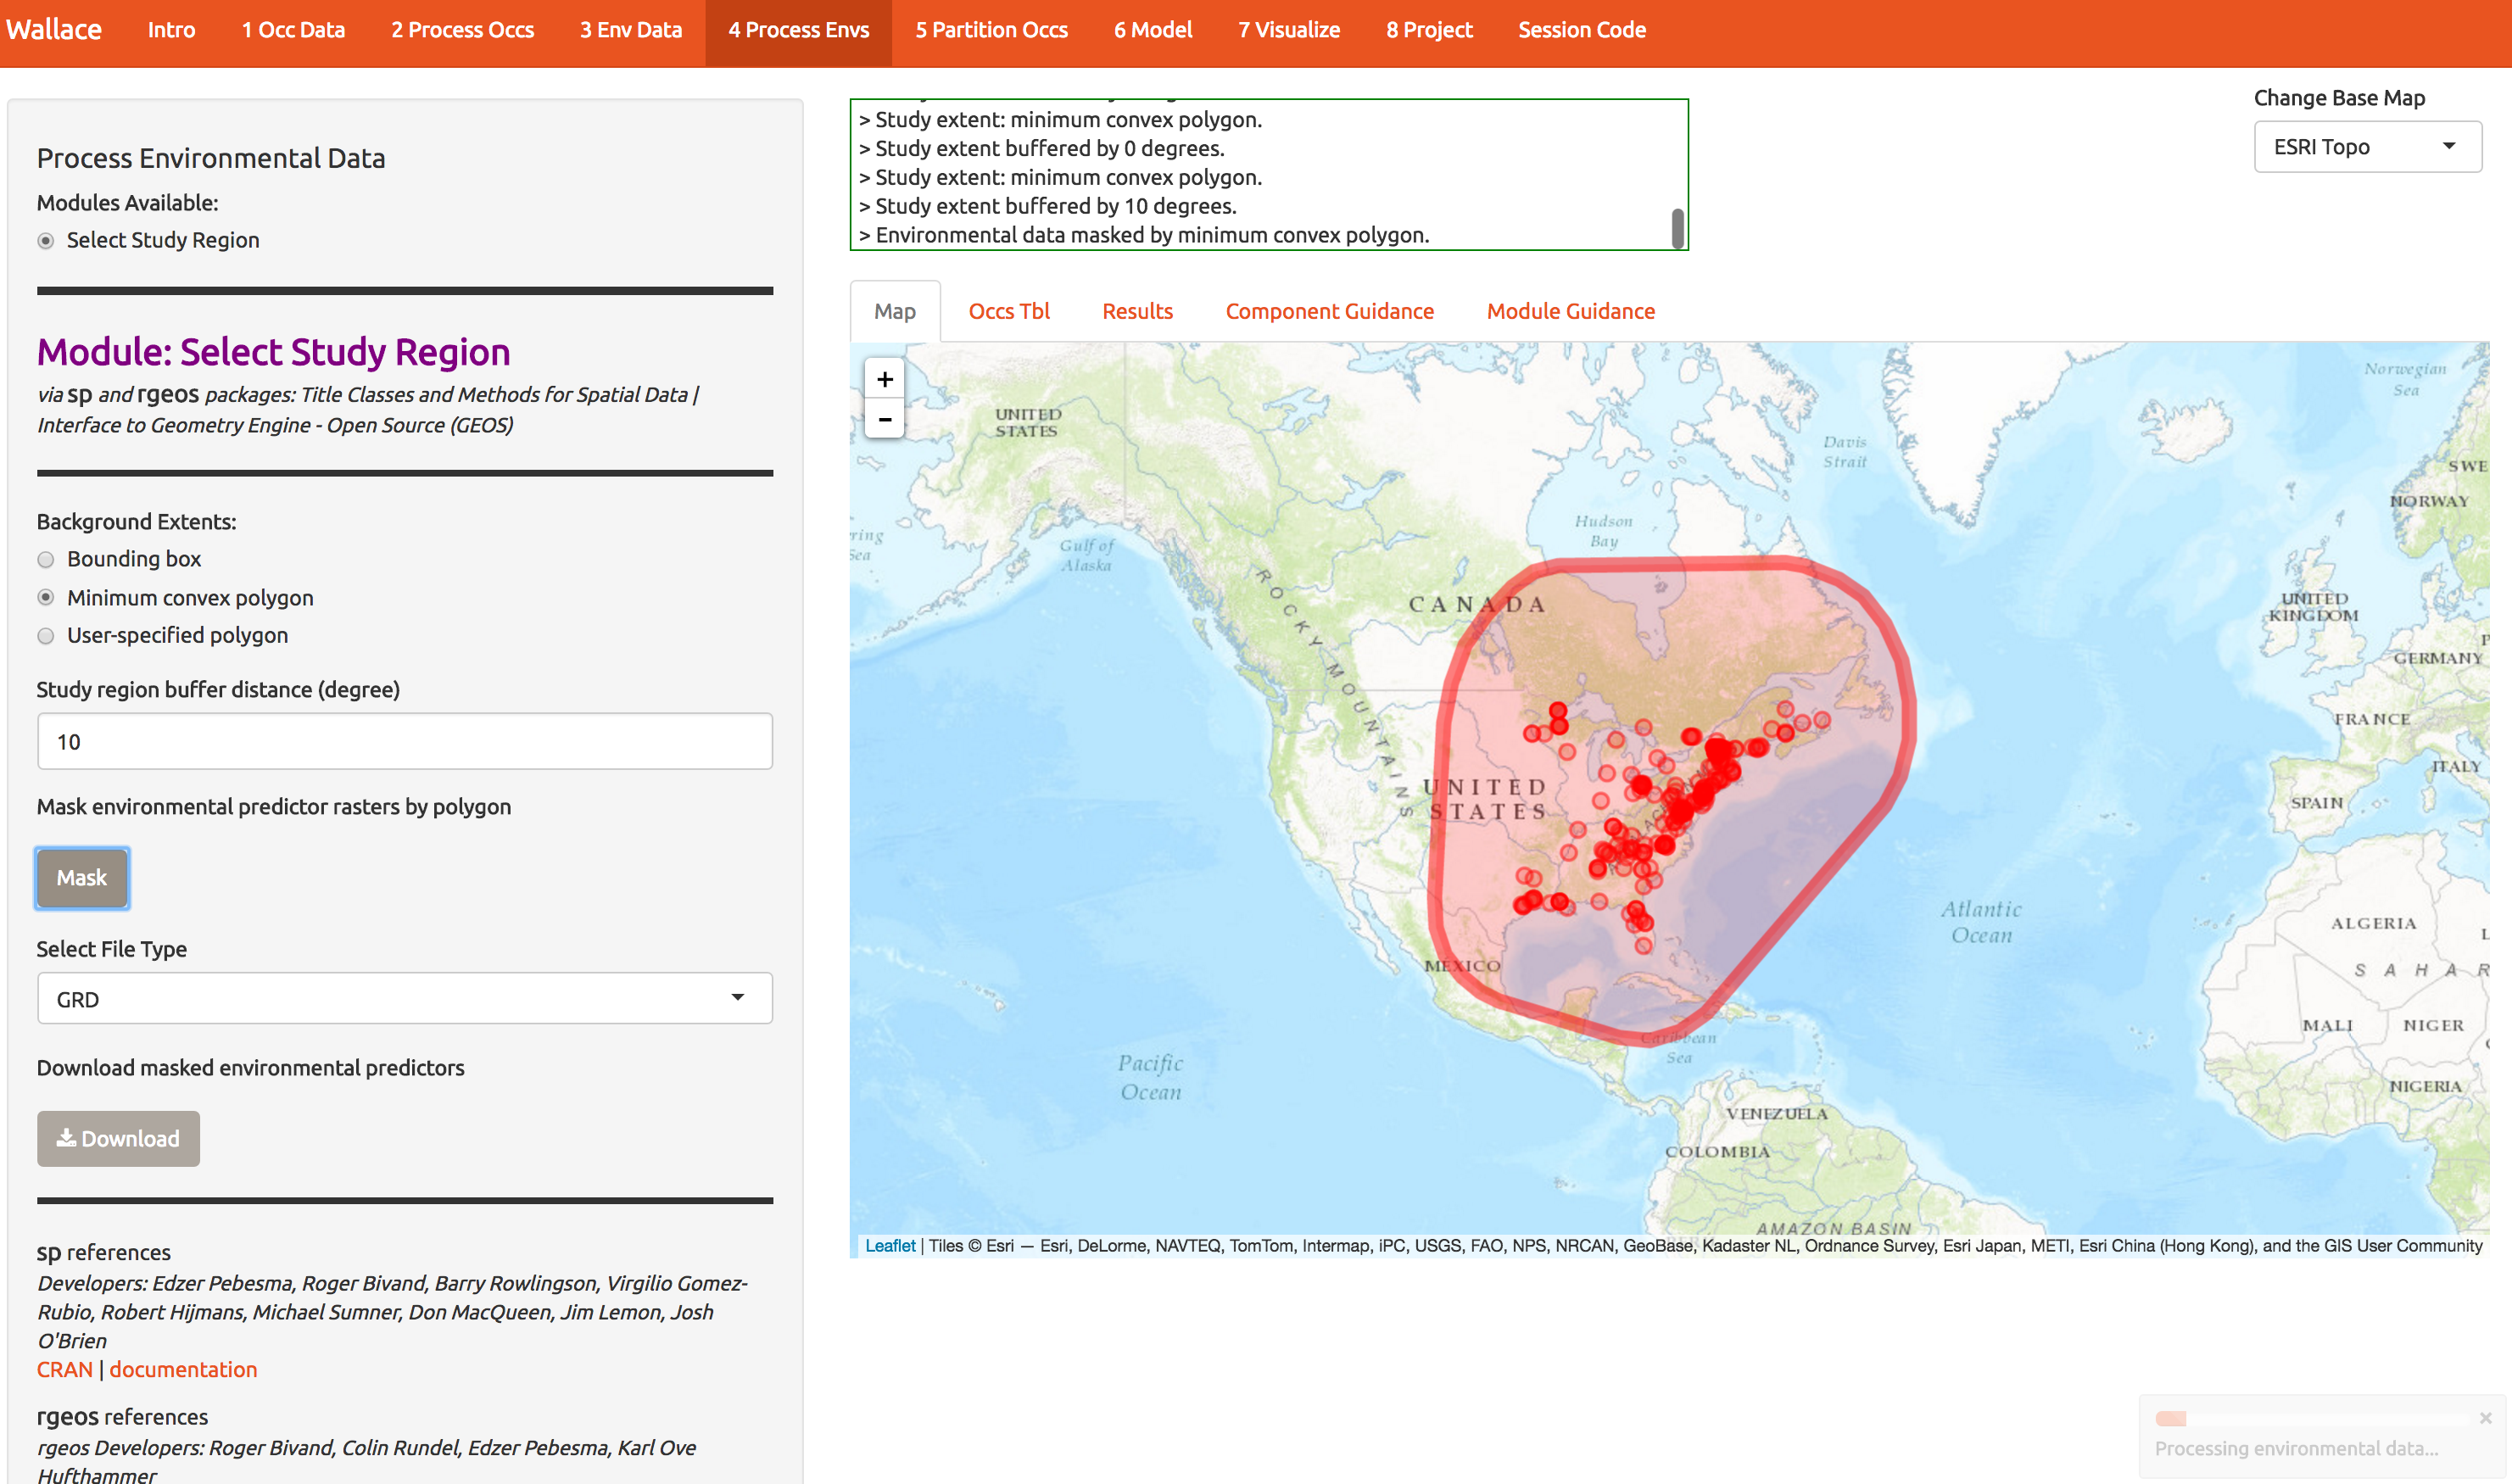 Wallace Intro 1 Occ Data 2 Process Occs 3 Env Data 4 Process Envs 5 Partition Occs 6 Model 7 Visualize 8 Project Session Code
Process Environmental Data
Modules Available:
Select Study Region
Module: Select Study Region
via sp and rgeos packages: Title Classes and Methods for Spatial Data |
Interface to Geometry Engine - Open Source (GEOS)
Background Extents:
Bounding box
Minimum convex polygon
User-specified polygon
Study region buffer distance (degree)
10
Mask environmental predictor rasters by polygon
Mask
Select File Type
GRD
Download masked environmental predictors
Download
sp references
Developers: Edzer Pebesma, Roger Bivand, Barry Rowlingson, Virgilio Gomez-
Rubio, Robert Hijmans, Michael Sumner, Don MacQueen, Jim Lemon, Josh
O'Brien
CRAN | documentation
rgeos references
rgeos Developers: Roger Bivand, Colin Rundel, Edzer Pebesma, Karl Ove
Hufthammer
> Study extent: minimum convex polygon.
> Study extent buffered by 0 degrees.
> Study extent: minimum convex polygon.
> Study extent buffered by 10 degrees.
> Environmental data masked by minimum convex polygon.
Change Base Map
ESRI Topo
Map Occs Tbl Results Component Guidance Module Guidance
+
-
UNITED
STATES
Gulf of
Alaska
ROCKY MOUNTAINS
CANADA
Hudson
Bay
Davis
Strait
Norwegian
Sea
SWE
NORWAY
ring
Sea
UNITED
KINGDOM
GERMANY
FRANCE
ITALY
SPAIN
UNITED
STATES
MÉXICO
Atlantic
Ocean
ALGERIA
SAHAR
MALI
NIGER
NIGERIA
Caribbean
Sea
Pacific
Ocean
VENEZUELA
COLOMBIA
AMAZON BASIN
Leaflet | Tiles © Esri — Esri, DeLorme, NAVTEQ, TomTom, Intermap, iPC, USGS, FAO, NPS, NRCAN, GeoBase, Kadaster NL, Ordnance Survey, Esri Japan, METI, Esri China (Hong Kong), and the GIS User Community
Processing environmental data...